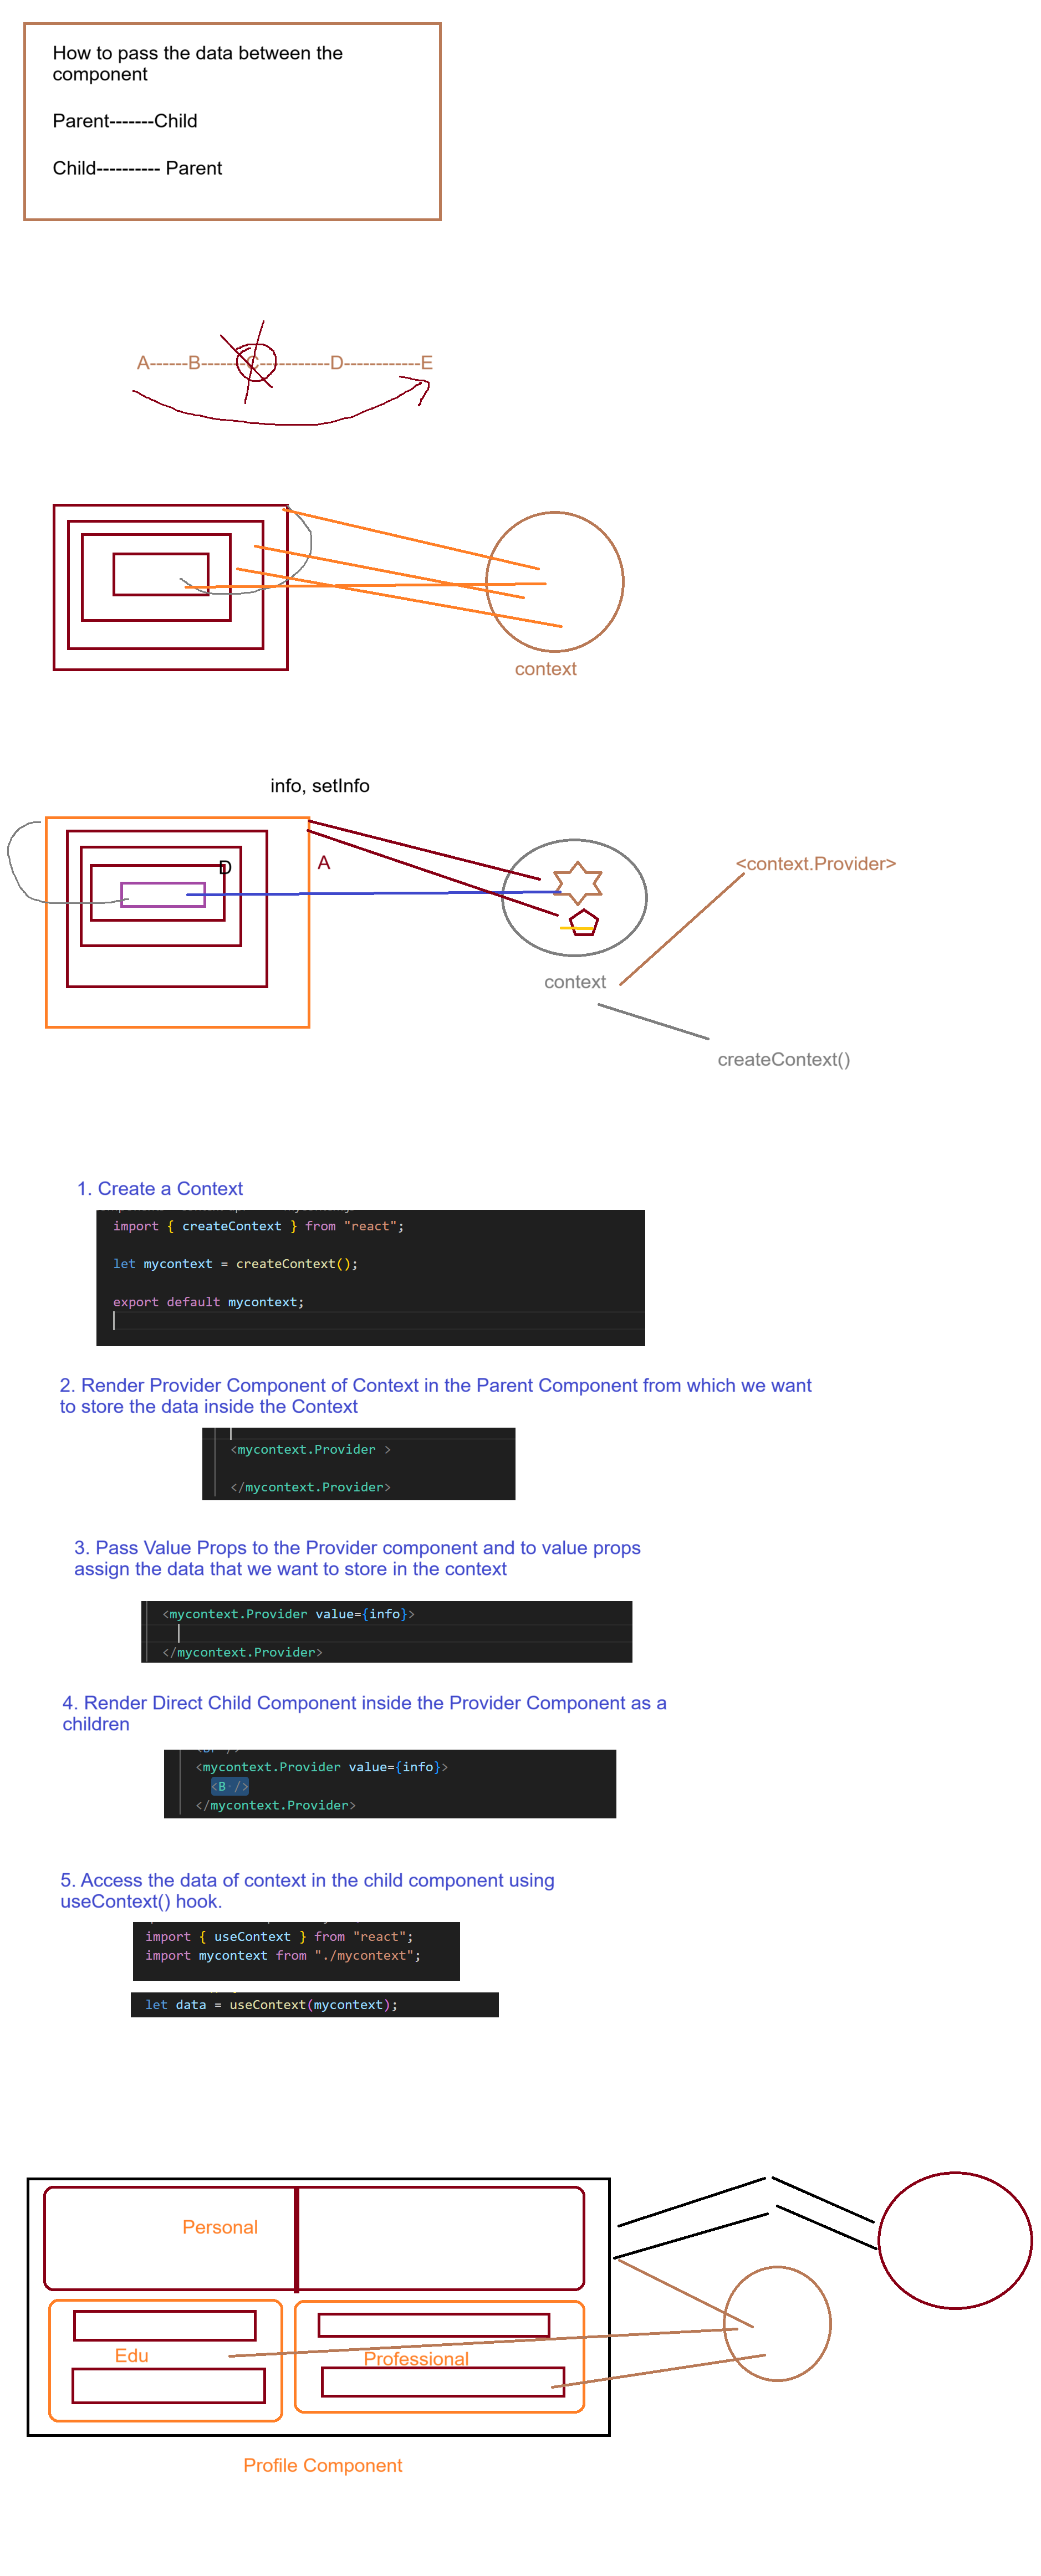 How to pass the data between the
component
Parent-------Child
Child---------- Parent
A------B-------C-----------D------------E
context
info, setInfo
D
A
<context.Provider>
context
createContext()
1. Create a Context
import { createContext } from "react";
let mycontext = createContext();
export default mycontext;
2. Render Provider Component of Context in the Parent Component from which we want
to store the data inside the Context
<mycontext.Provider >
</mycontext.Provider>
3. Pass Value Props to the Provider component and to value props
assign the data that we want to store in the context
<mycontext.Provider value={info}>
</mycontext.Provider>
4. Render Direct Child Component inside the Provider Component as a
children
<mycontext.Provider value={info}>
<B />
</mycontext.Provider>
5. Access the data of context in the child component using
useContext() hook.
import { useContext } from "react";
import mycontext from "./mycontext";
let data = useContext(mycontext);
Personal
Edu
Professional
Profile Component